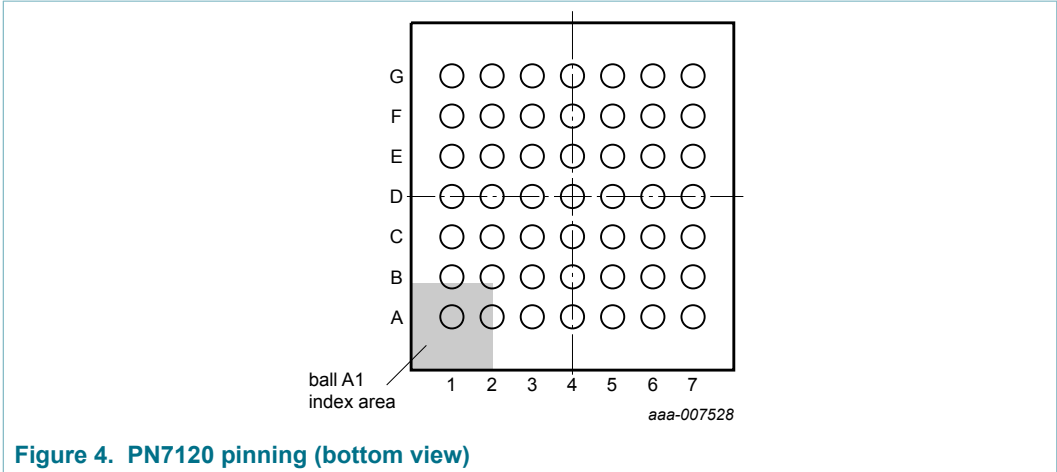 G
F
E
D
C
B
A
ball A1
index area
1 2 3 4 5 6 7
aaa-007528
Figure 4. PN7120 pinning (bottom view)